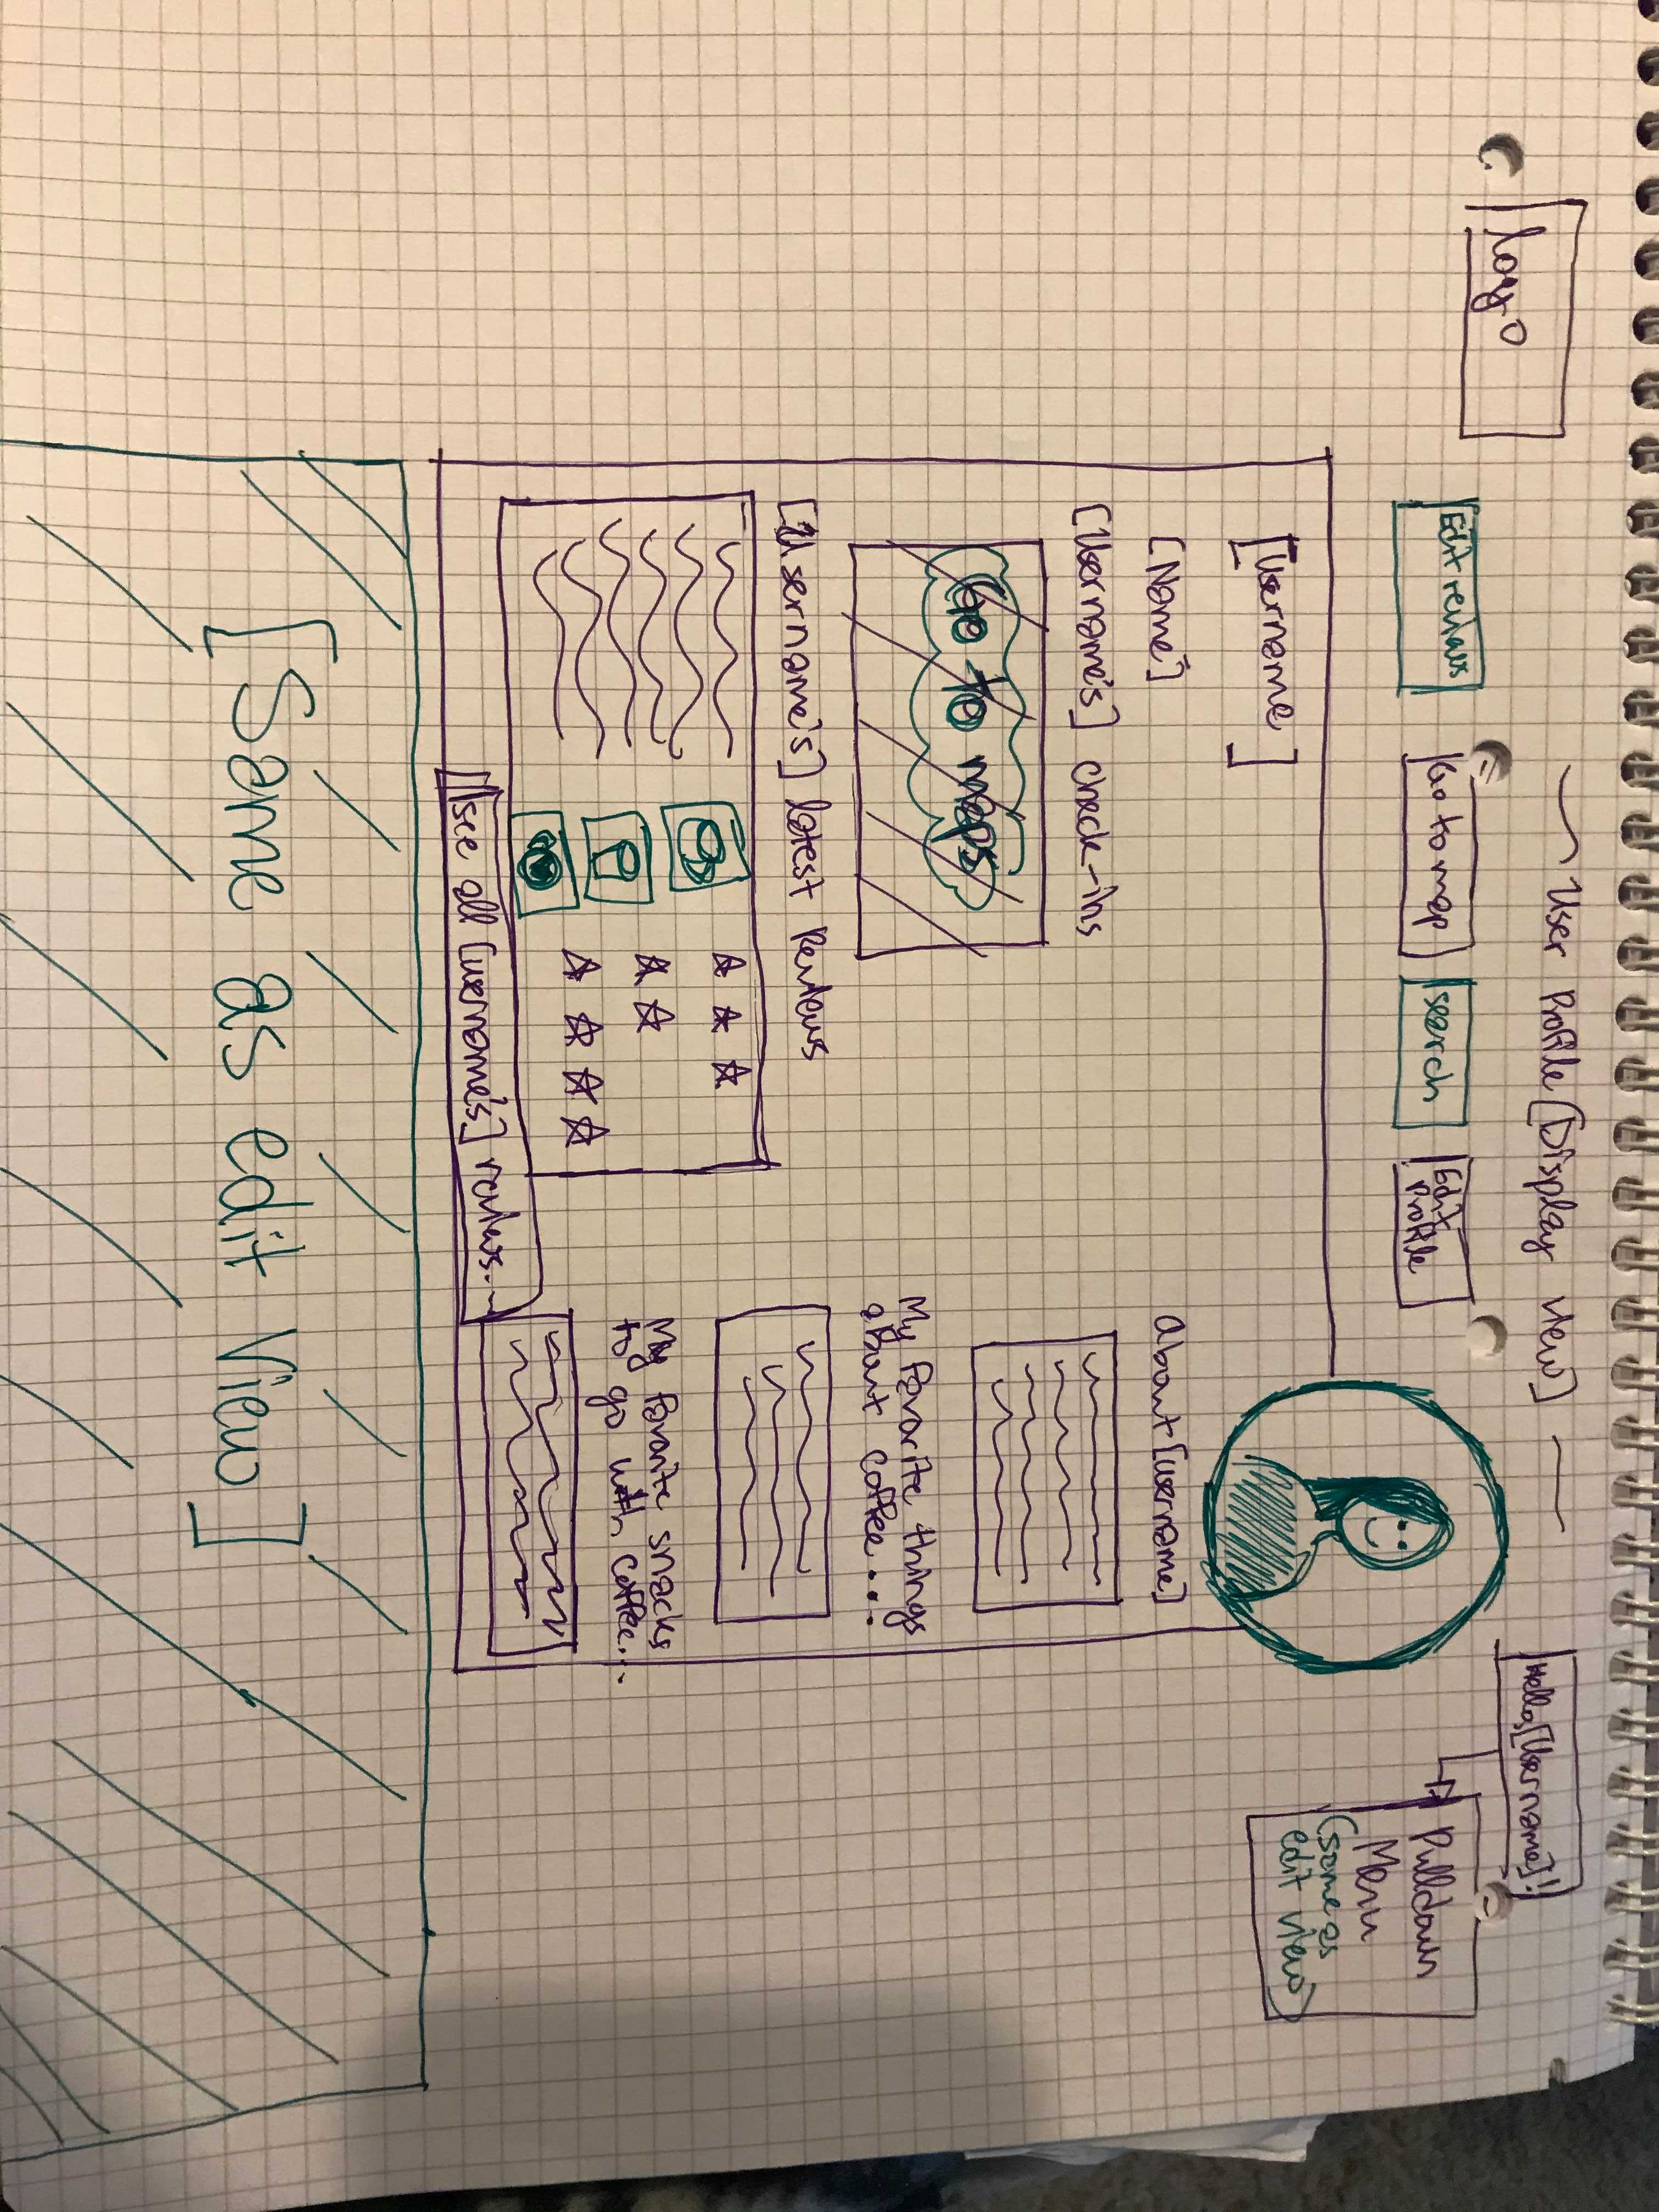 ~ User Profile [Display view] —
logo
Hello, [Username]!
Edit reviews
Go to map
search
Edit
Profile
Pulldown
Menu
(same as
edit view)
[Username]
[Name]
[Username's] check-ins
Go to maps
[Username's] latest Reviews
see all [username's] reviews...
about [username]
My favorite things
about coffee...
My favorite snacks
to go with coffee...
[Same as edit View]